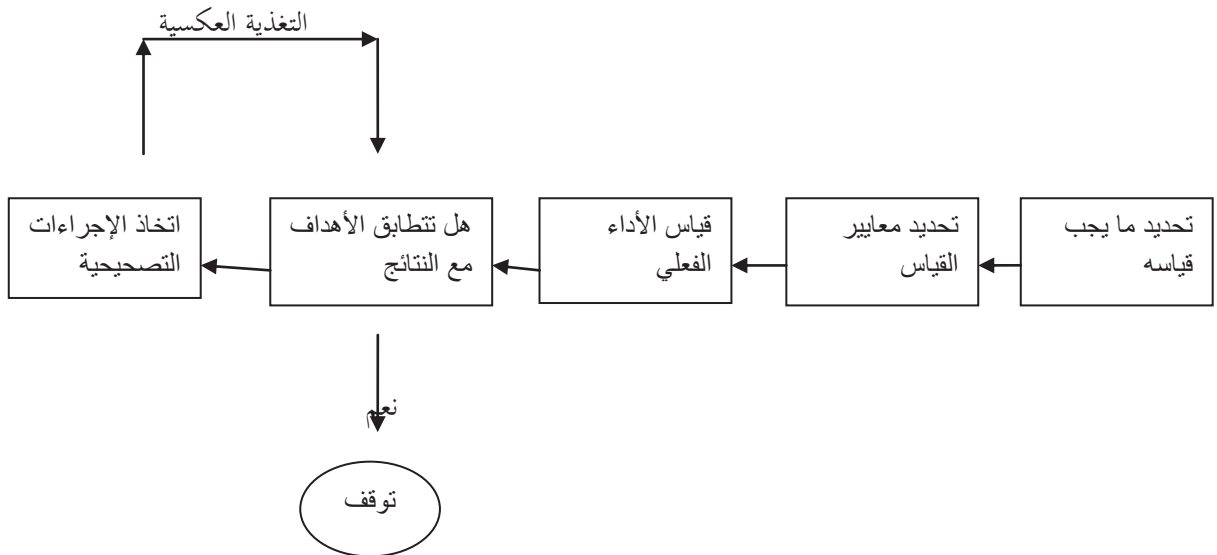 التغذية العكسية
تحديد ما يجب
قياسه
تحديد معايير
القياس
قياس الأداء
الفعلي
هل تتطابق الأهداف
مع النتائج
اتخاذ الإجراءات
التصحيحية
نعم
توقف